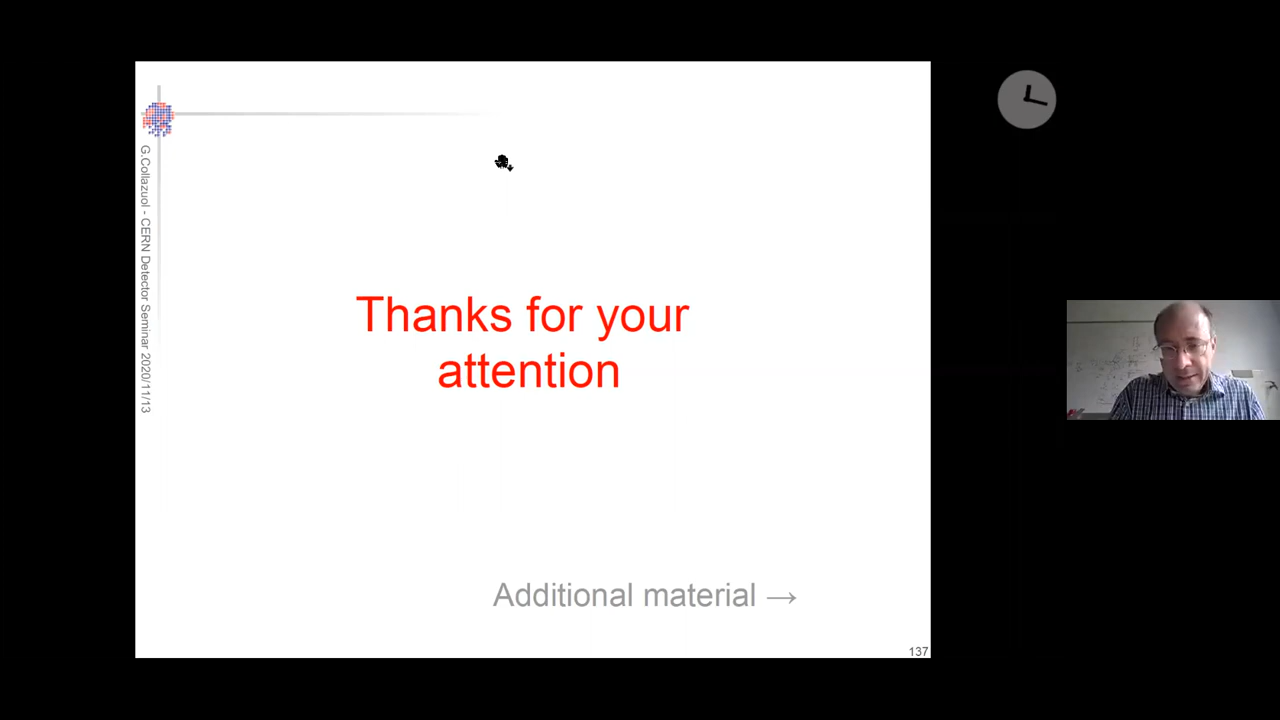 G.Collazuol - CERN Detector Seminar 2020/11/13
Thanks for your
attention
Additional material →
137